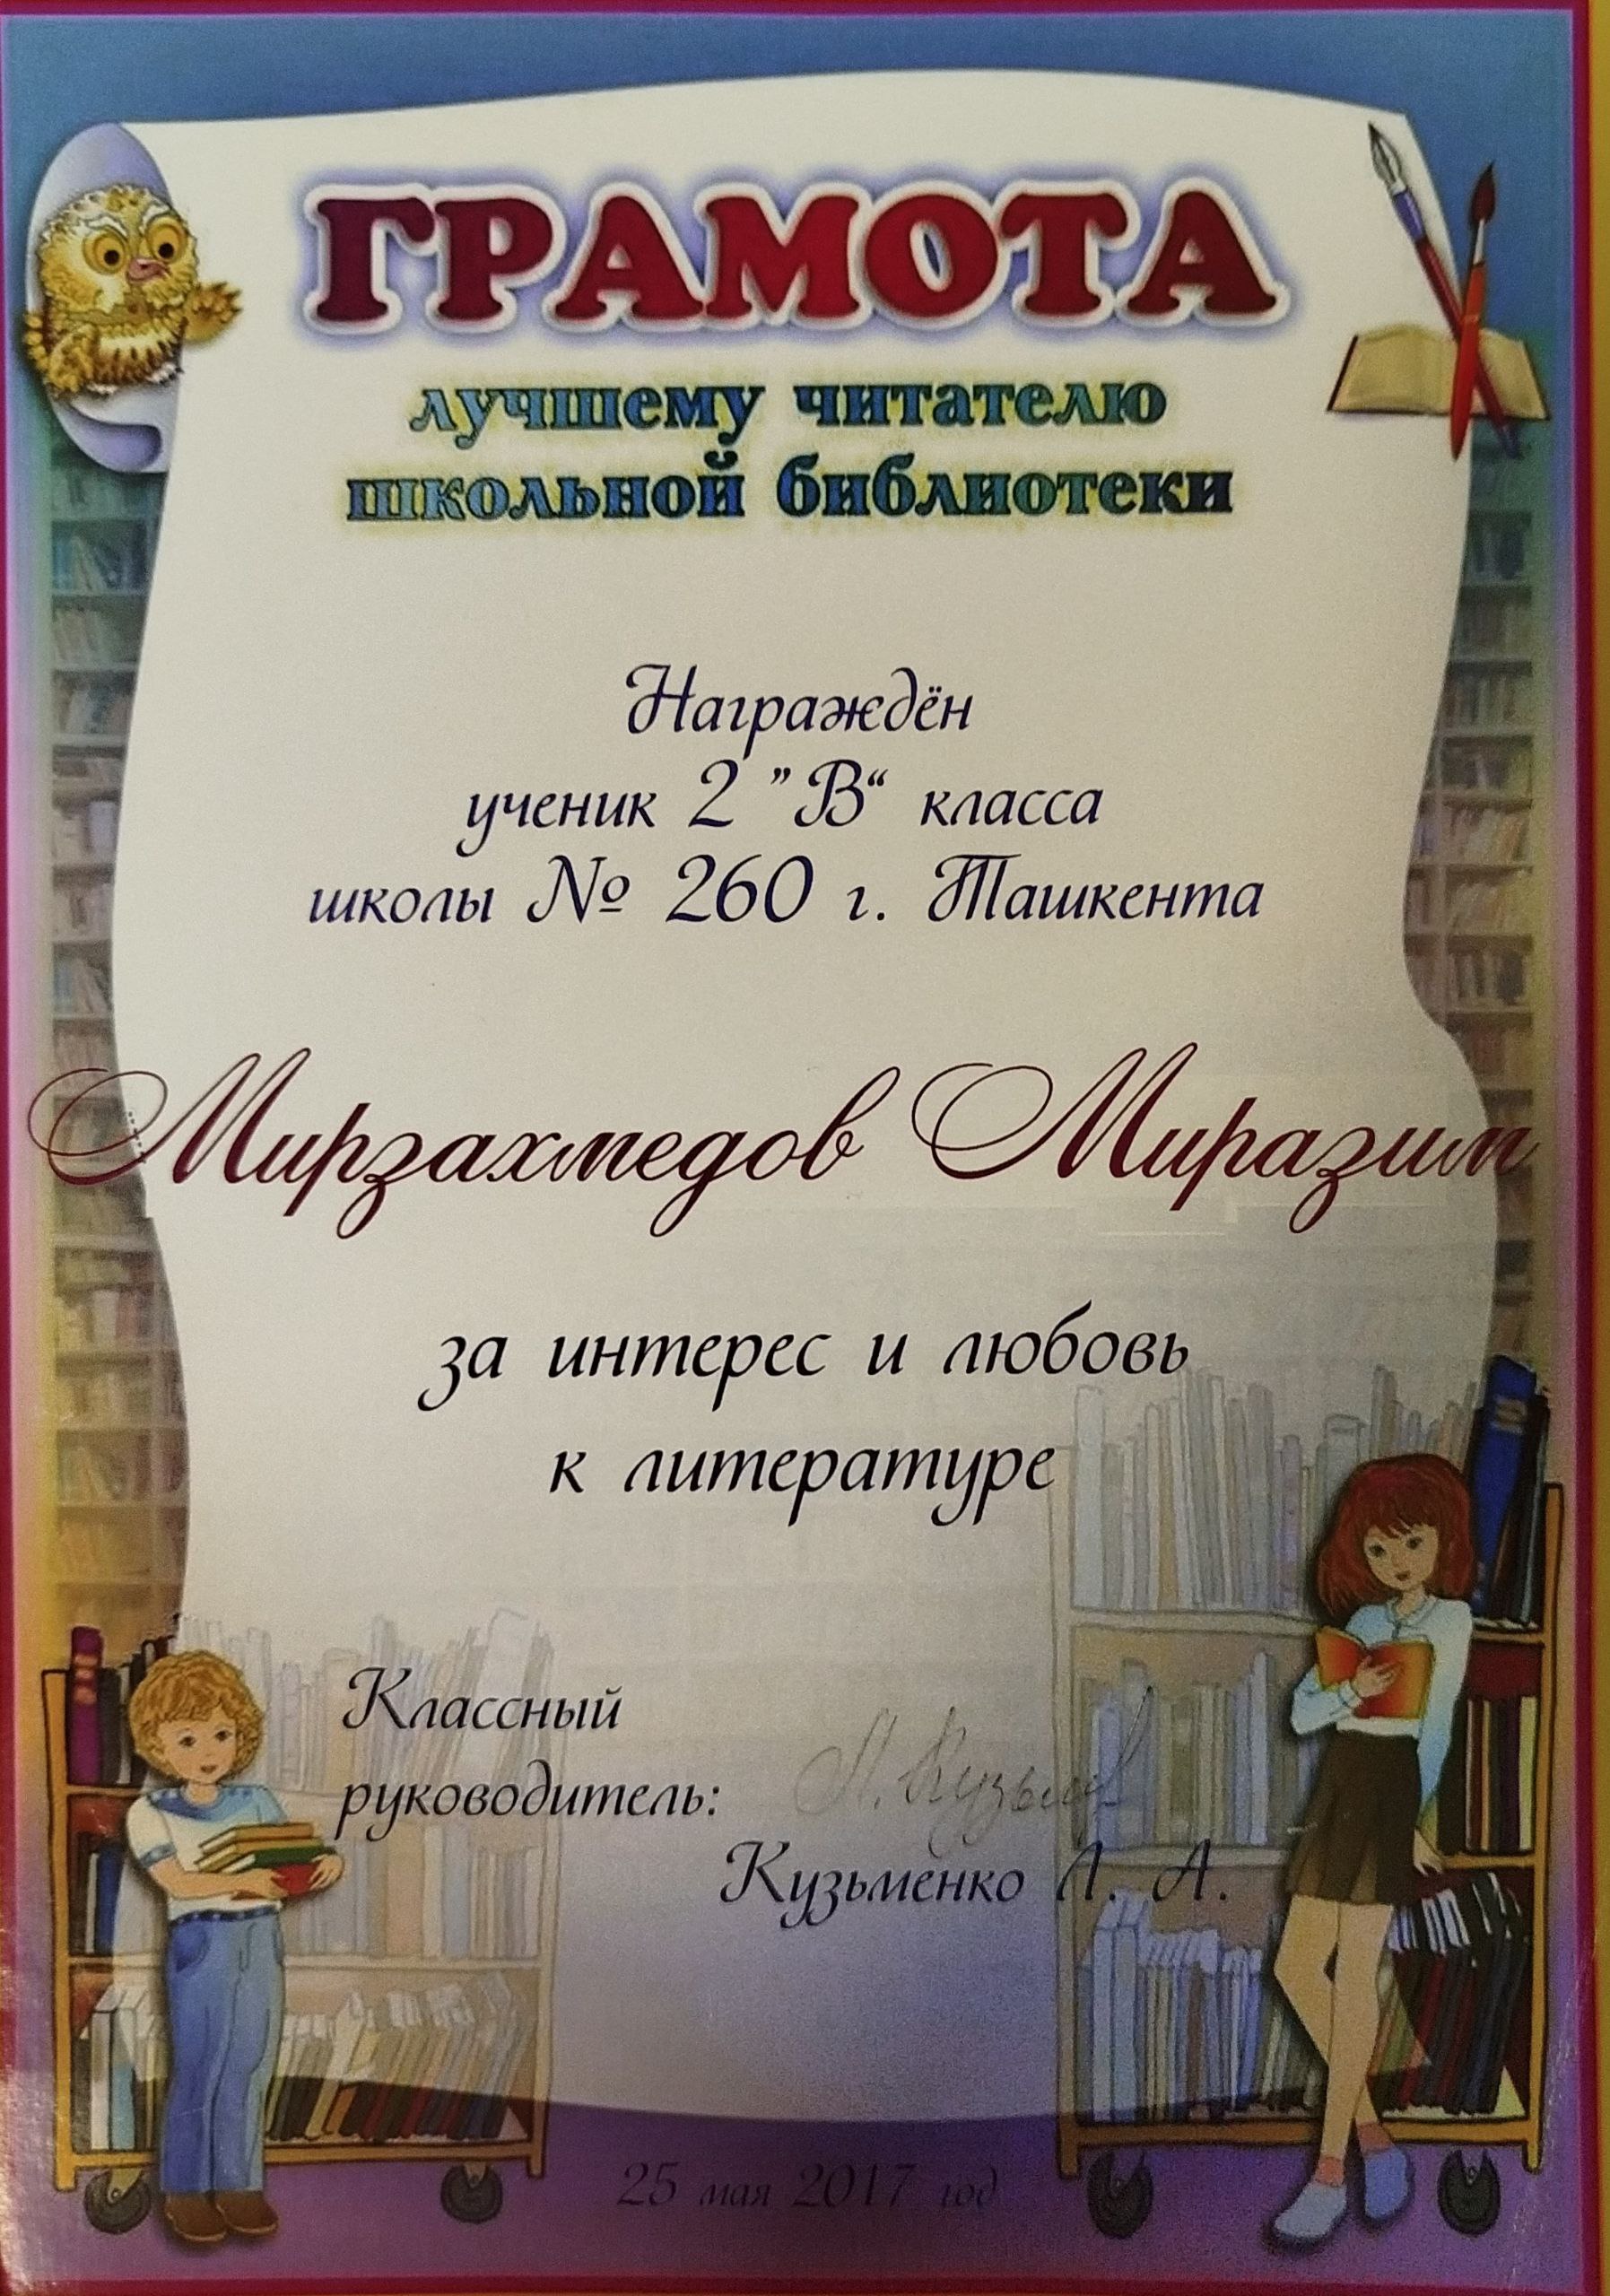 ГРАМОТА
лучшему читателю
школьной библиотеки
Награждён
ученик 2 "В" класса
школы № 260 г. Ташкента
Мирзахмедов Миразим
за интерес и любовь
к литературе
Классный
руководитель:
Кузьменко Л. А.
25 мая 2017 год